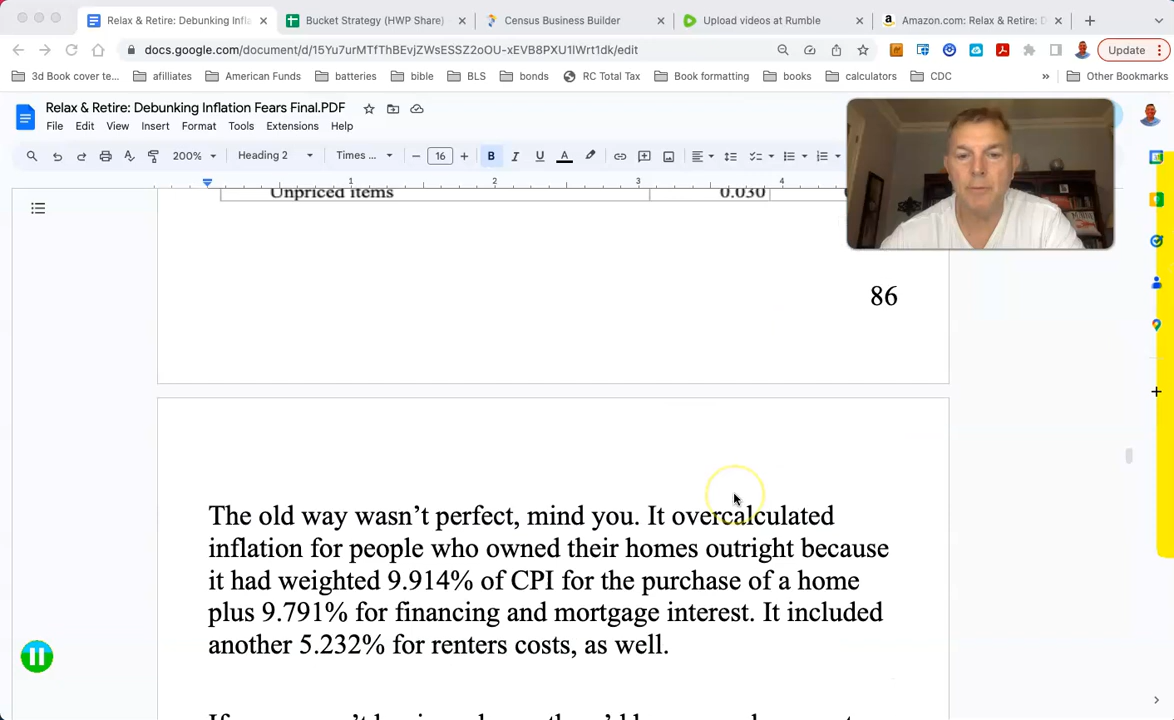 Relax & Retire: Debunking Infla
Bucket Strategy (HWP Share)
Census Business Builder
Upload videos at Rumble
Amazon.com: Relax & Retire: D
docs.google.com/document/d/15Yu7urMTfThBEvjZWsESSZ2oOU-xEVB8PXU1lWrt1dk/edit
Update
3d Book cover te...
afiiliates
American Funds
batteries
bible
BLS
bonds
RC Total Tax
Book formatting
books
calculators
CDC
»
Other Bookmarks
Relax & Retire: Debunking Inflation Fears Final.PDF
File Edit View Insert Format Tools Extensions Help
200% Heading 2 Times ... − 16 + B I U A
1 2 3 4
Unpriced items 0.030
86
The old way wasn’t perfect, mind you. It overcalculated
inflation for people who owned their homes outright because
it had weighted 9.914% of CPI for the purchase of a home
plus 9.791% for financing and mortgage interest. It included
another 5.232% for renters costs, as well.